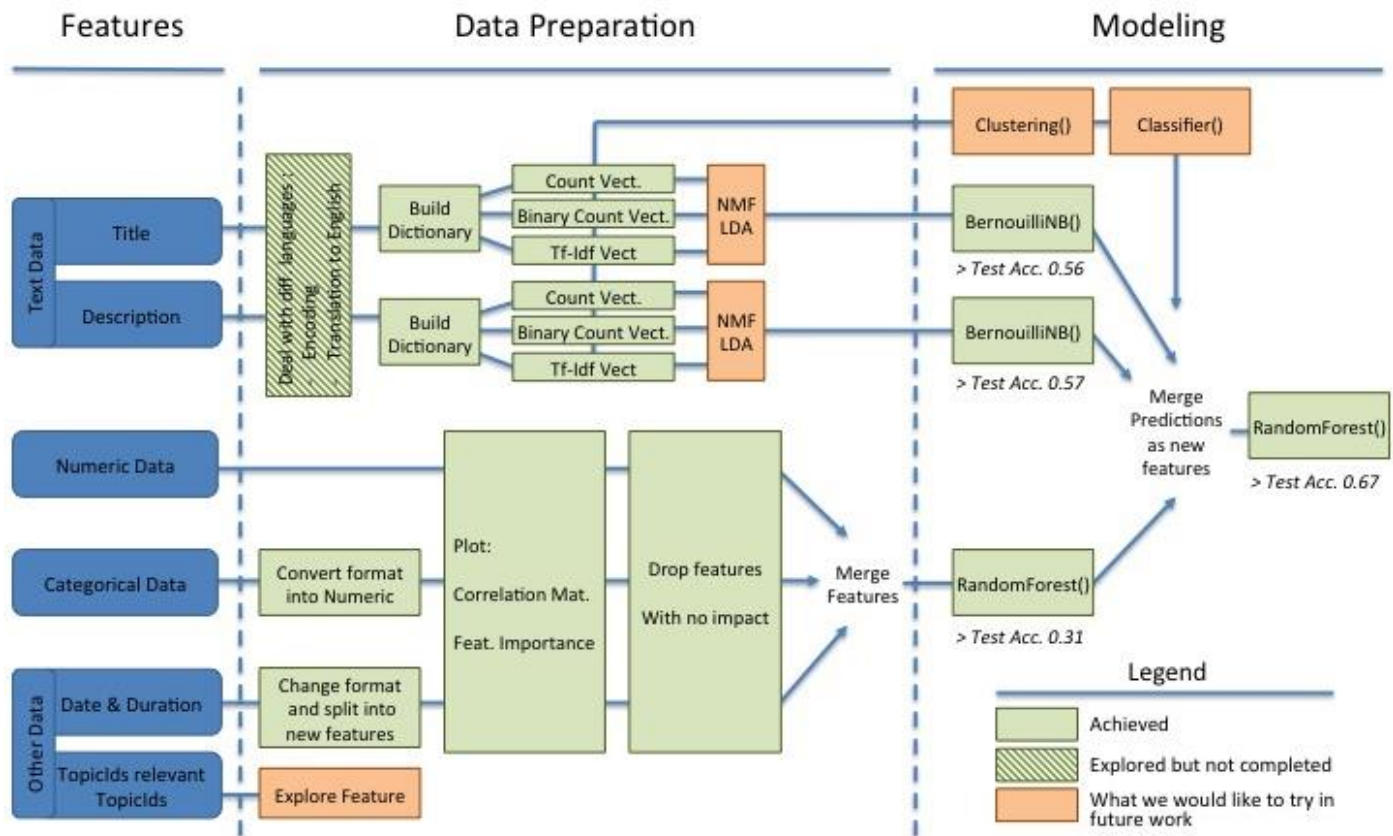 Features
Data Preparation
Modeling
Text Data
Title
Description
Numeric Data
Categorical Data
Other Data
Date & Duration
TopicIds relevant
TopicIds
Deal with diff. languages :
- Encoding
- Translation to English
Build
Dictionary
Count Vect.
Binary Count Vect.
Tf-Idf Vect
NMF
LDA
Build
Dictionary
Count Vect.
Binary Count Vect.
Tf-Idf Vect
NMF
LDA
Convert format
into Numeric
Change format
and split into
new features
Explore Feature
Plot:
Correlation Mat.
Feat. Importance
Drop features
With no impact
Merge
Features
Clustering()
Classifier()
BernouilliNB()
> Test Acc. 0.56
BernouilliNB()
> Test Acc. 0.57
Merge
Predictions
as new
features
RandomForest()
> Test Acc. 0.67
RandomForest()
> Test Acc. 0.31
Legend
Achieved
Explored but not completed
What we would like to try in
future work